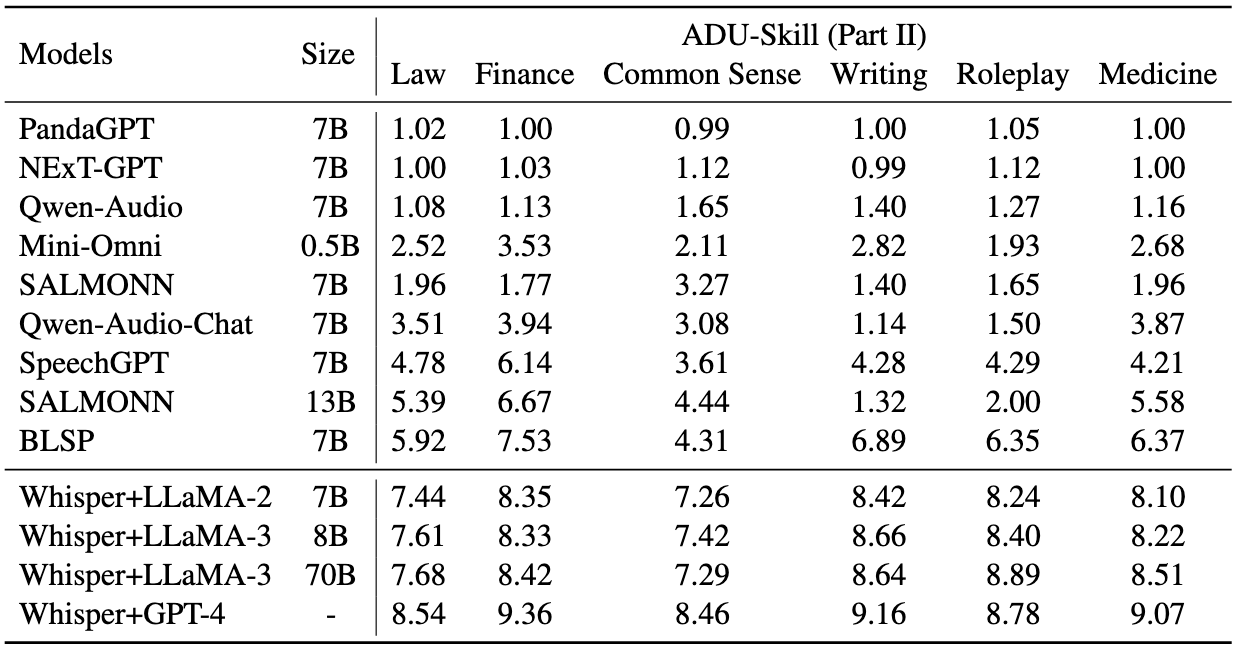 Models Size ADU-Skill (Part II)
Law Finance Common Sense Writing Roleplay Medicine
PandaGPT 7B 1.02 1.00 0.99 1.00 1.05 1.00
NExT-GPT 7B 1.00 1.03 1.12 0.99 1.12 1.00
Qwen-Audio 7B 1.08 1.13 1.65 1.40 1.27 1.16
Mini-Omni 0.5B 2.52 3.53 2.11 2.82 1.93 2.68
SALMONN 7B 1.96 1.77 3.27 1.40 1.65 1.96
Qwen-Audio-Chat 7B 3.51 3.94 3.08 1.14 1.50 3.87
SpeechGPT 7B 4.78 6.14 3.61 4.28 4.29 4.21
SALMONN 13B 5.39 6.67 4.44 1.32 2.00 5.58
BLSP 7B 5.92 7.53 4.31 6.89 6.35 6.37
Whisper+LLaMA-2 7B 7.44 8.35 7.26 8.42 8.24 8.10
Whisper+LLaMA-3 8B 7.61 8.33 7.42 8.66 8.40 8.22
Whisper+LLaMA-3 70B 7.68 8.42 7.29 8.64 8.89 8.51
Whisper+GPT-4 - 8.54 9.36 8.46 9.16 8.78 9.07